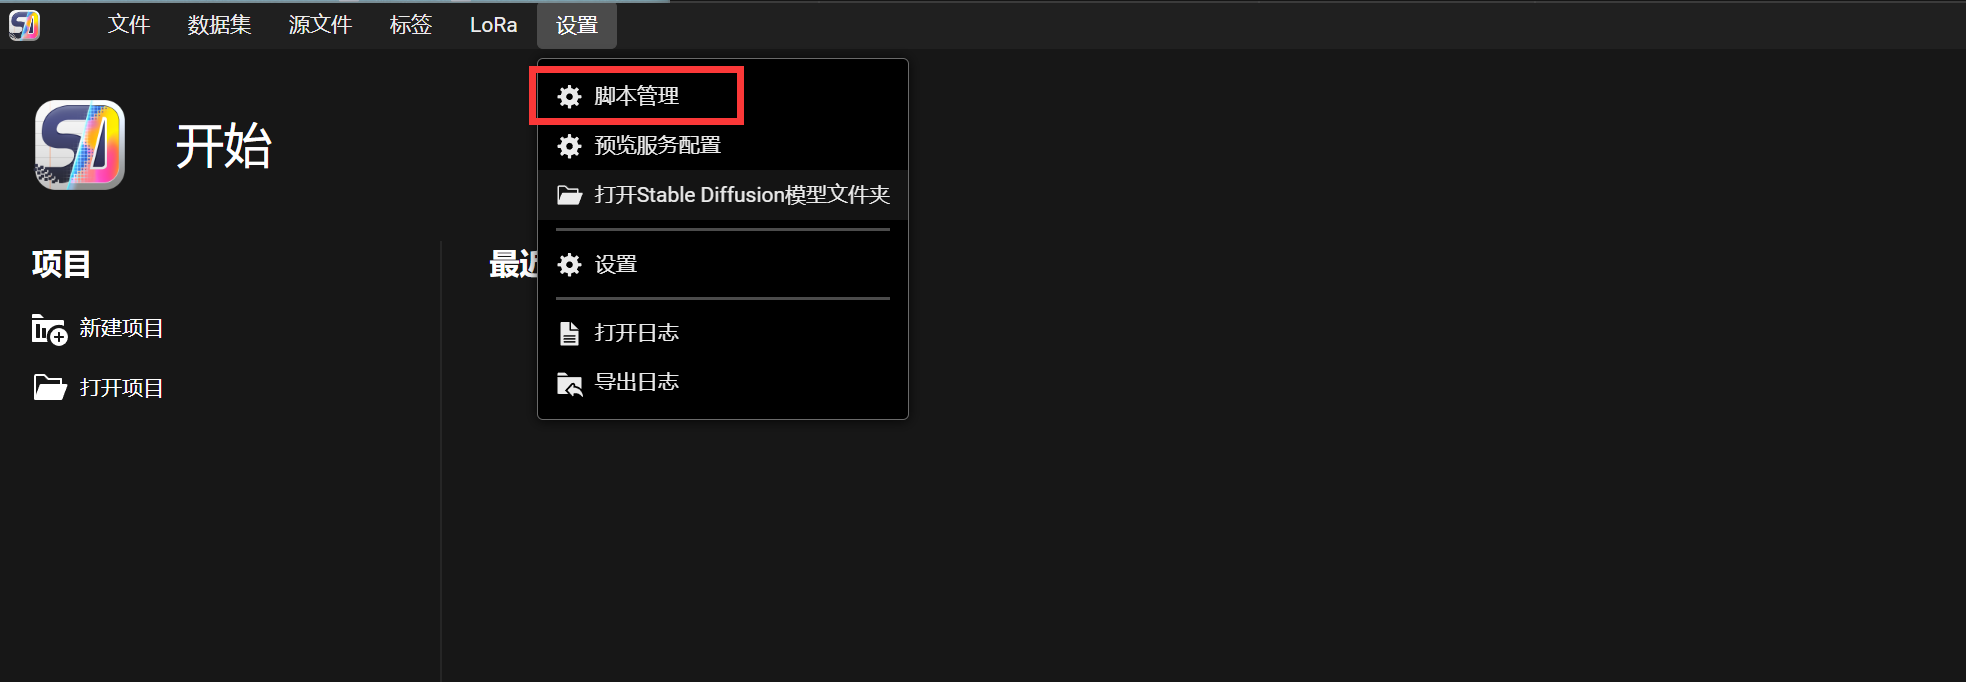 文件 数据集 源文件 标签 LoRa 设置
开始
脚本管理
预览服务配置
打开Stable Diffusion模型文件夹
设置
打开日志
导出日志
项目
新建项目
打开项目
最近